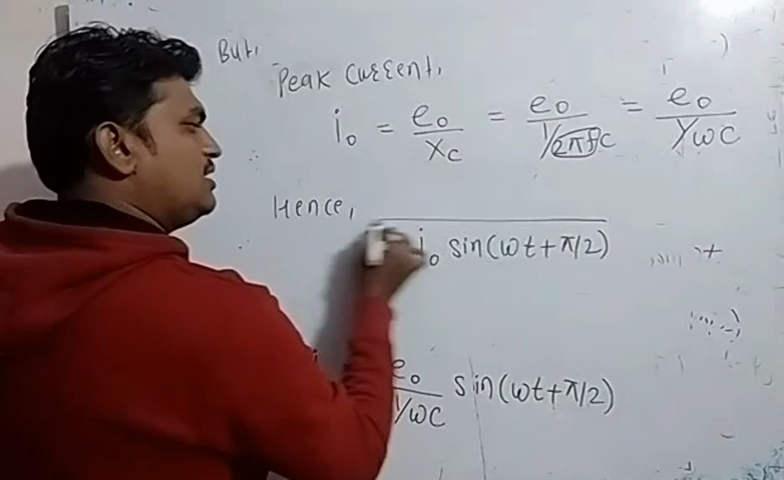 But,
Peak Current,
i₀ = e₀/X_C = e₀/(1/2πfC) = e₀/(1/ωC)
Hence,
i₀ sin(ωt+π/2)
e₀/(1/ωC) sin(ωt+π/2)